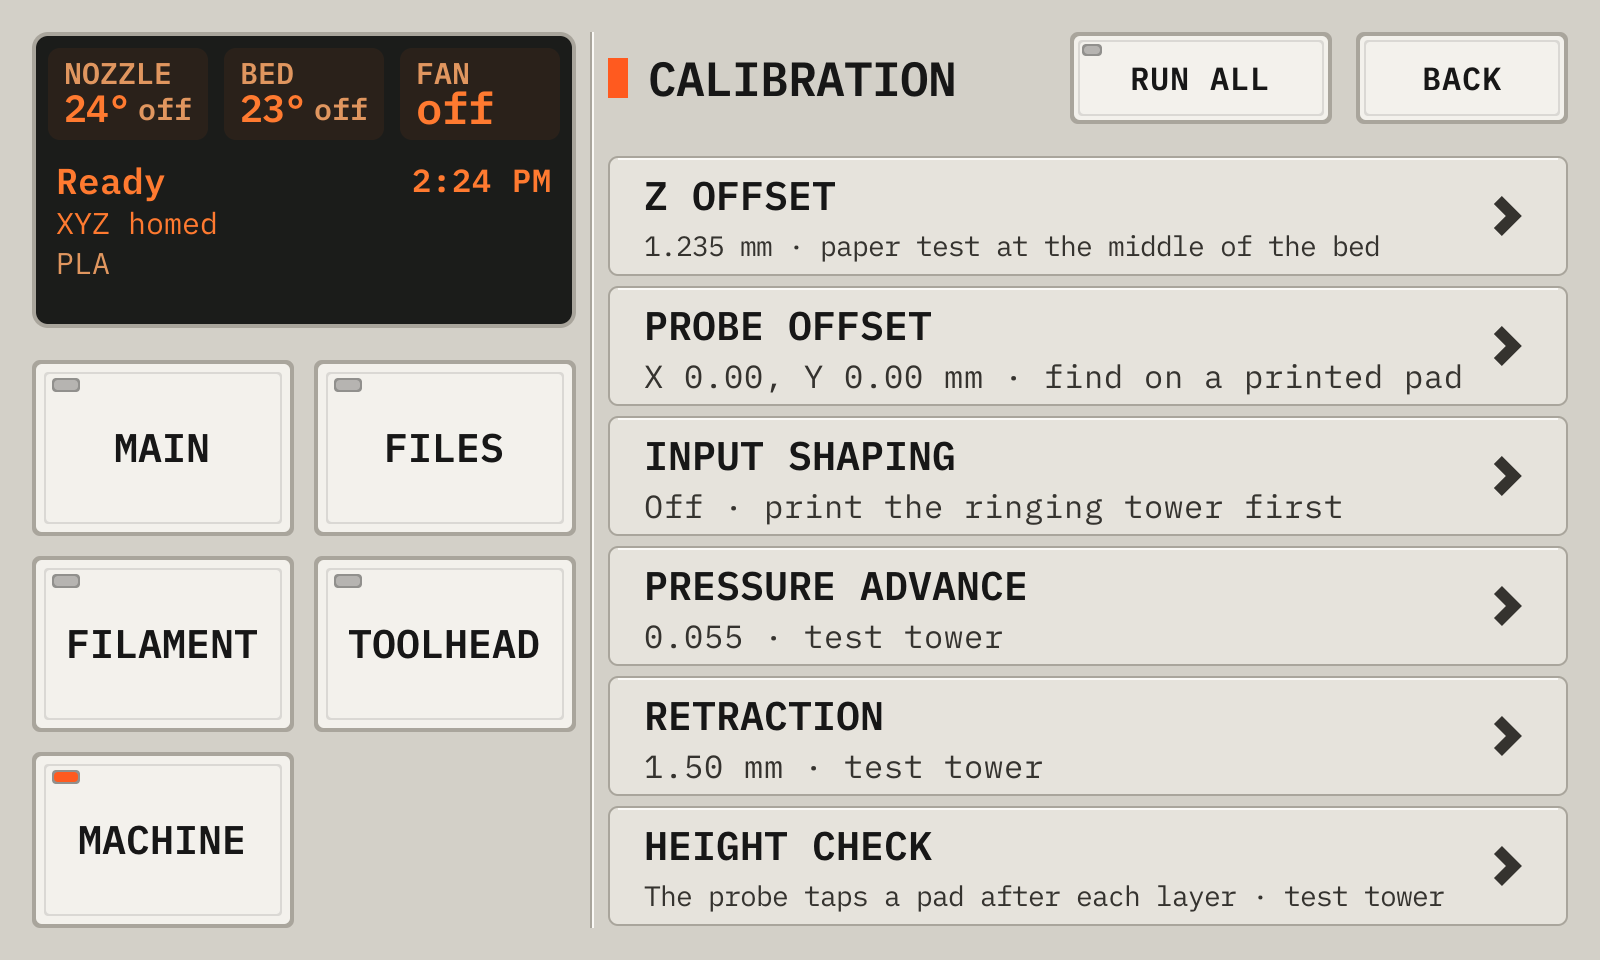 NOZZLE
24° off
BED
23° off
FAN
off
Ready
2:24 PM
XYZ homed
PLA
MAIN
FILES
FILAMENT
TOOLHEAD
MACHINE
CALIBRATION
RUN ALL
BACK
Z OFFSET
1.235 mm · paper test at the middle of the bed
PROBE OFFSET
X 0.00, Y 0.00 mm · find on a printed pad
INPUT SHAPING
Off · print the ringing tower first
PRESSURE ADVANCE
0.055 · test tower
RETRACTION
1.50 mm · test tower
HEIGHT CHECK
The probe taps a pad after each layer · test tower